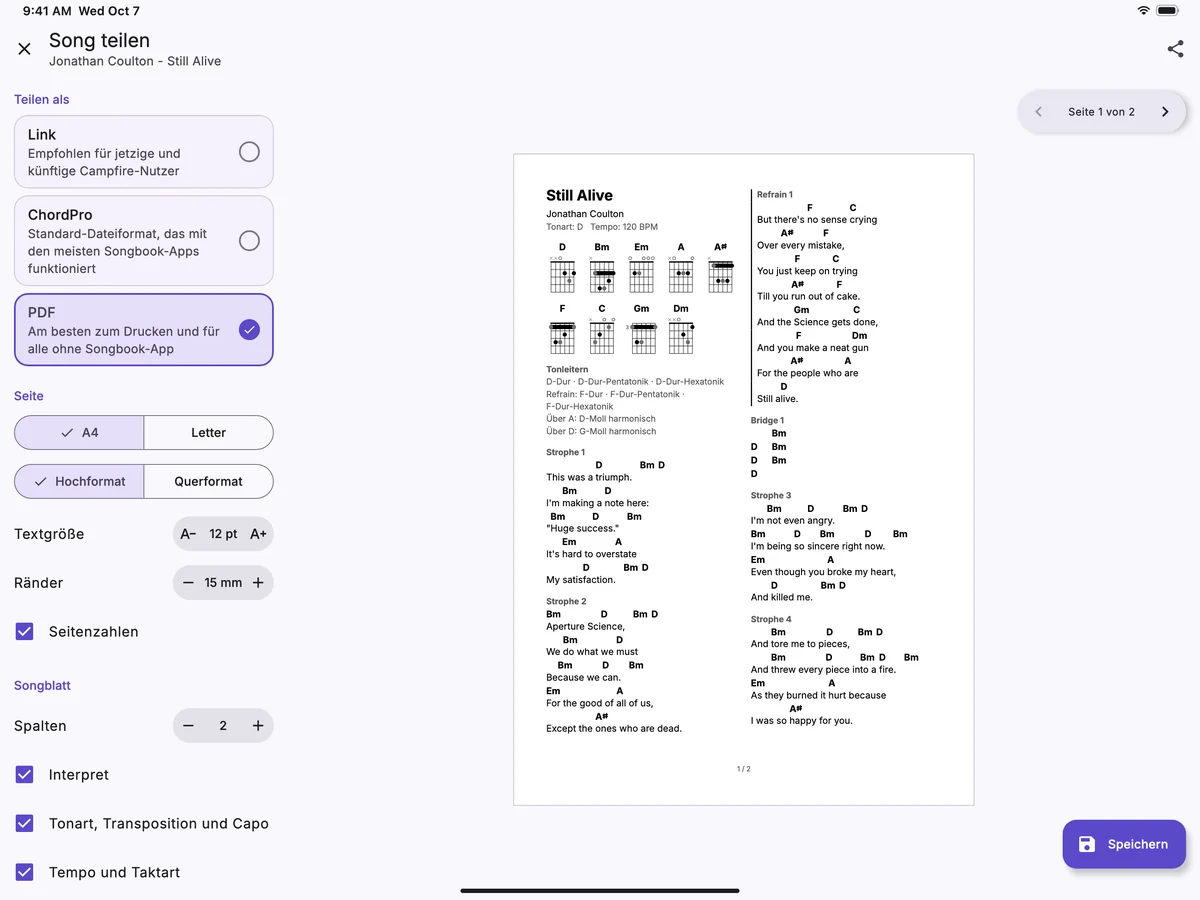 9:41 AM Wed Oct 7
Song teilen
Jonathan Coulton - Still Alive
Teilen als
Link
Empfohlen für jetzige und
künftige Campfire-Nutzer
ChordPro
Standard-Dateiformat, das mit
den meisten Songbook-Apps
funktioniert
PDF
Am besten zum Drucken und für
alle ohne Songbook-App
Seite
A4 Letter
Hochformat Querformat
Textgröße A− 12 pt A+
Ränder − 15 mm +
Seitenzahlen
Songblatt
Spalten − 2 +
Interpret
Tonart, Transposition und Capo
Tempo und Taktart
Seite 1 von 2
Still Alive
Jonathan Coulton
Tonart: D Tempo: 120 BPM
D Bm Em A A#
F C Gm Dm
3
Tonleitern
D-Dur · D-Dur-Pentatonik · D-Dur-Hexatonik
Refrain: F-Dur · F-Dur-Pentatonik ·
F-Dur-Hexatonik
Über A: D-Moll harmonisch
Über D: G-Moll harmonisch
Strophe 1
D Bm D
This was a triumph.
Bm D
I'm making a note here:
Bm D Bm
"Huge success."
Em A
It's hard to overstate
D Bm D
My satisfaction.
Strophe 2
Bm D Bm D
Aperture Science,
Bm D
We do what we must
Bm D Bm
Because we can.
Em A
For the good of all of us,
A#
Except the ones who are dead.
Refrain 1
F C
But there's no sense crying
A# F
Over every mistake,
F C
You just keep on trying
A# F
Till you run out of cake.
Gm C
And the Science gets done,
F Dm
And you make a neat gun
A# A
For the people who are
D
Still alive.
Bridge 1
Bm
D Bm
D Bm
D
Strophe 3
Bm D Bm D
I'm not even angry.
Bm D Bm D Bm
I'm being so sincere right now.
Em A
Even though you broke my heart,
D Bm D
And killed me.
Strophe 4
Bm D Bm D
And tore me to pieces,
Bm D Bm D Bm
And threw every piece into a fire.
Em A
As they burned it hurt because
A#
I was so happy for you.
1 / 2
Speichern